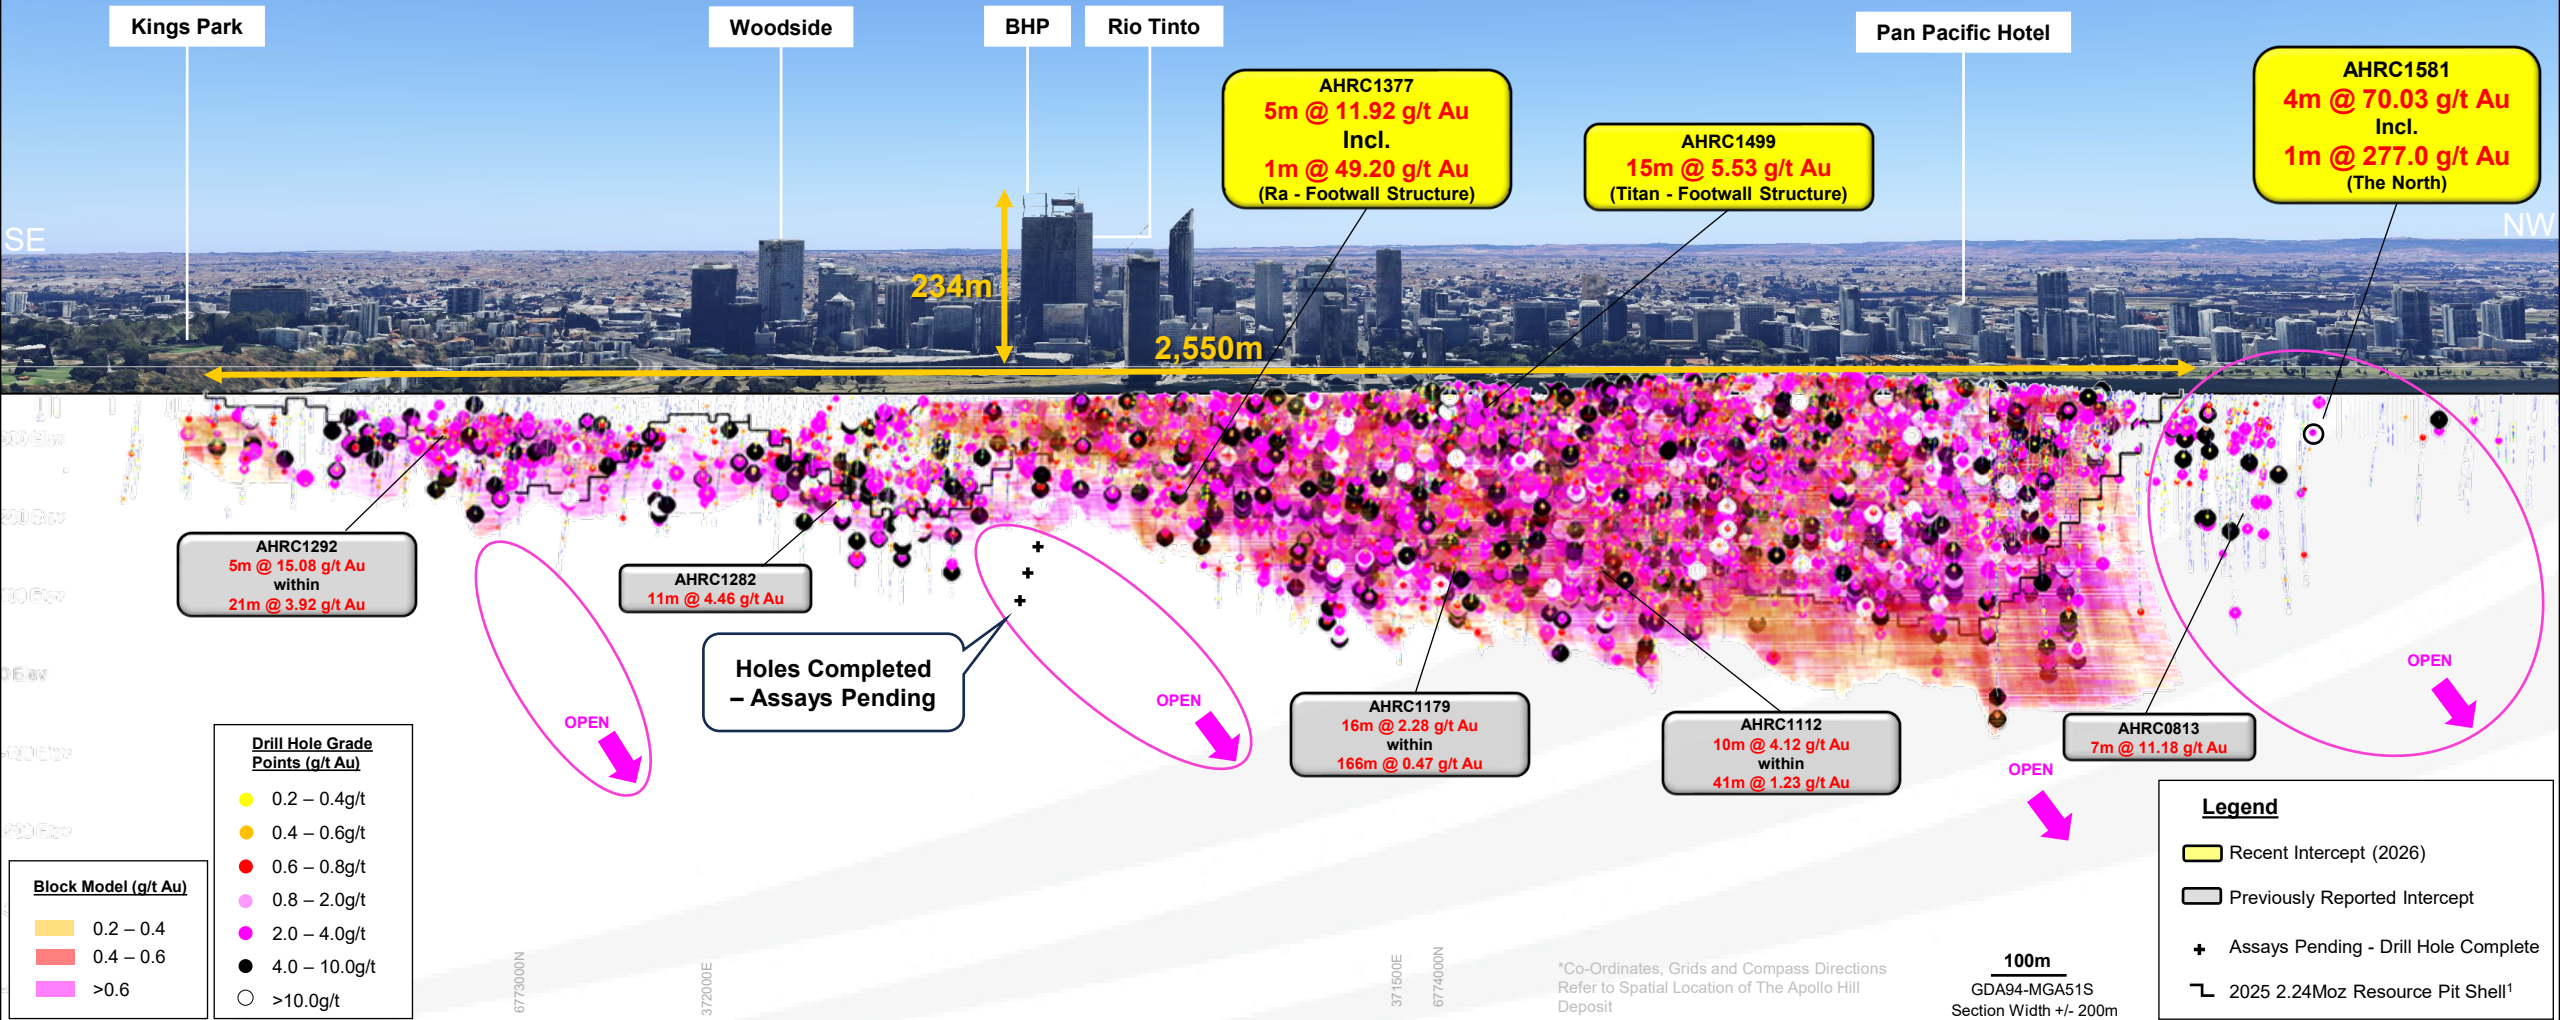 Kings Park
Woodside
BHP
Rio Tinto
Pan Pacific Hotel
AHRC1377
5m @ 11.92 g/t Au
Incl.
1m @ 49.20 g/t Au
(Ra - Footwall Structure)
AHRC1499
15m @ 5.53 g/t Au
(Titan - Footwall Structure)
AHRC1581
4m @ 70.03 g/t Au
Incl.
1m @ 277.0 g/t Au
(The North)
SE
NW
234m
2,550m
AHRC1292
5m @ 15.08 g/t Au
within
21m @ 3.92 g/t Au
AHRC1282
11m @ 4.46 g/t Au
Holes Completed
– Assays Pending
OPEN
OPEN
OPEN
OPEN
AHRC1179
16m @ 2.28 g/t Au
within
166m @ 0.47 g/t Au
AHRC1112
10m @ 4.12 g/t Au
within
41m @ 1.23 g/t Au
AHRC0813
7m @ 11.18 g/t Au
Block Model (g/t Au)
0.2 – 0.4
0.4 – 0.6
>0.6
Drill Hole Grade
Points (g/t Au)
0.2 – 0.4g/t
0.4 – 0.6g/t
0.6 – 0.8g/t
0.8 – 2.0g/t
2.0 – 4.0g/t
4.0 – 10.0g/t
>10.0g/t
6773000N
372000E
371500E
6774000N
*Co-Ordinates, Grids and Compass Directions
Refer to Spatial Location of The Apollo Hill
Deposit
100m
GDA94-MGA51S
Section Width +/- 200m
Legend
Recent Intercept (2026)
Previously Reported Intercept
Assays Pending - Drill Hole Complete
2025 2.24Moz Resource Pit Shell¹